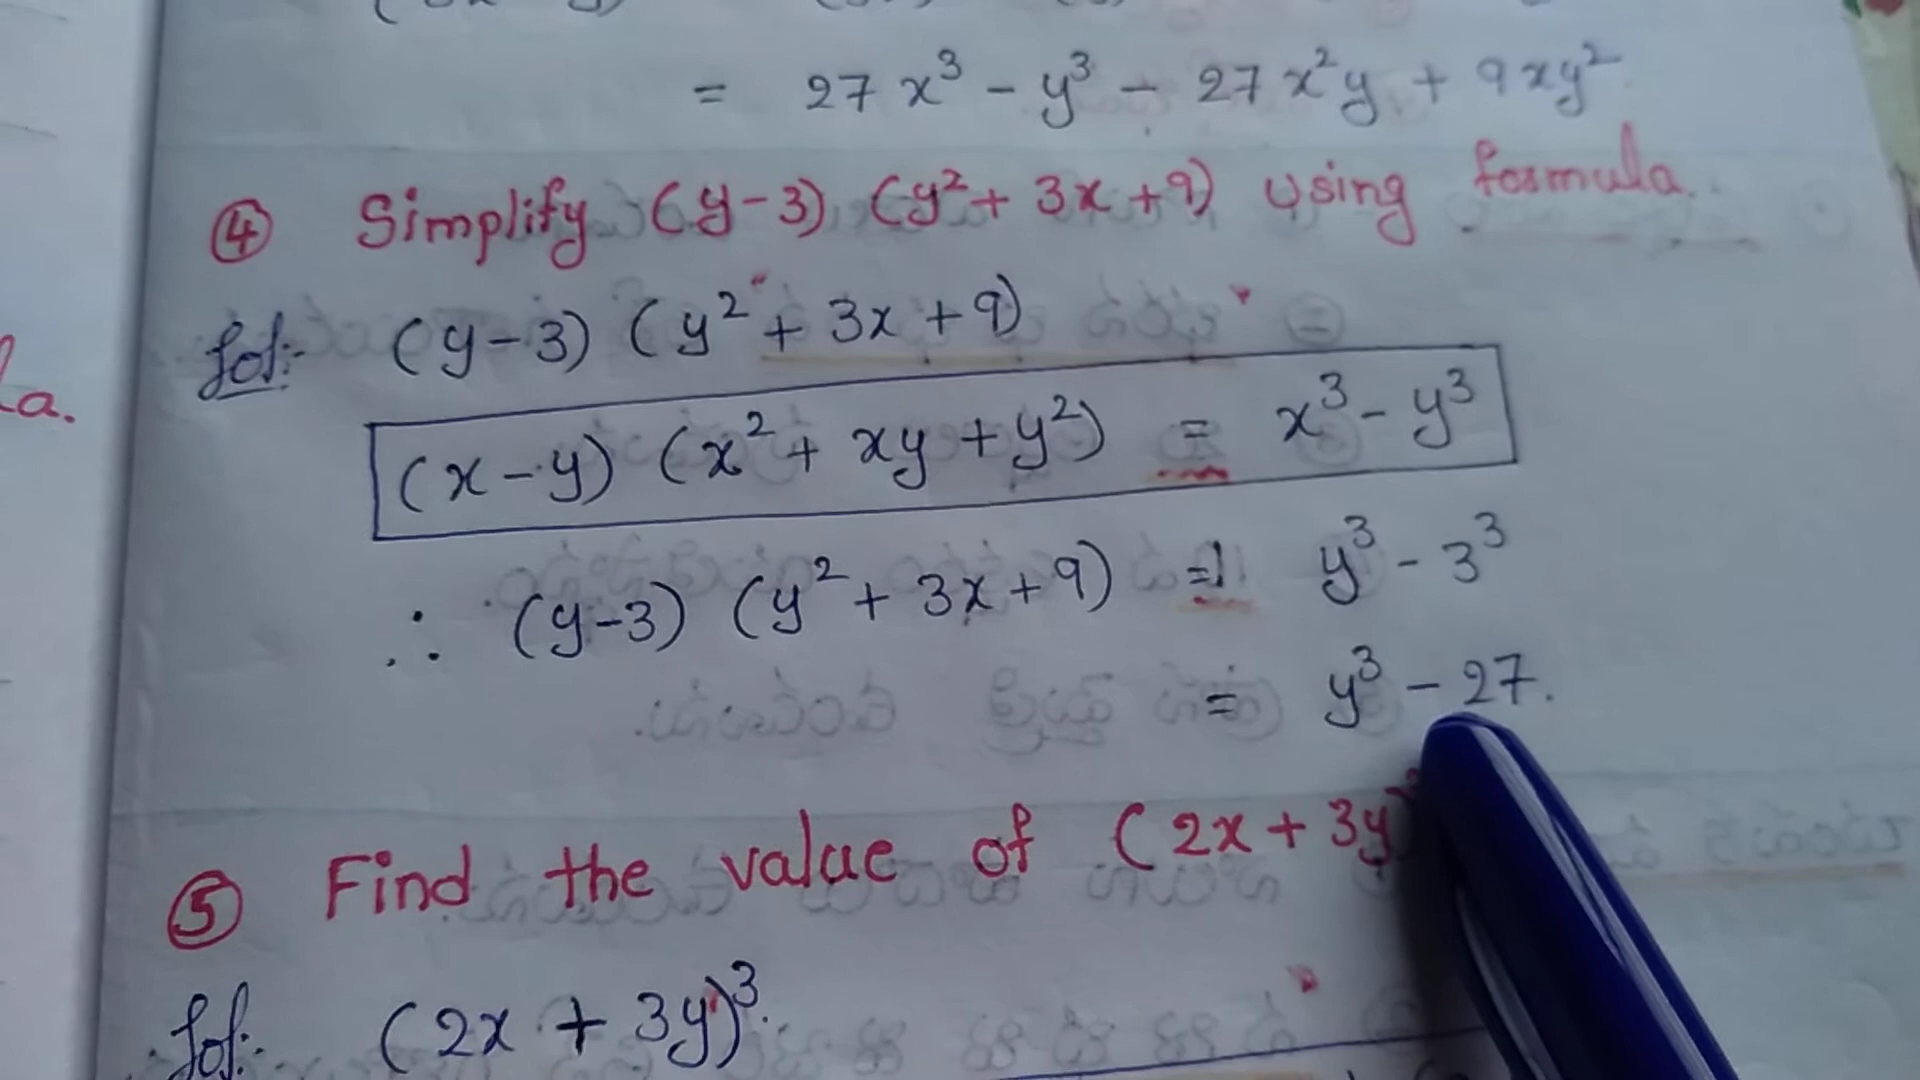 = 27x³ - y³ - 27x²y + 9xy²
④ Simplify (y-3) (y²+ 3x+9) using formula.
Sol:- (y-3) (y²+ 3x+9)
(x-y) (x²+ xy+y²) = x³- y³
∴ (y-3) (y²+ 3x+9) = y³- 3³
= y³-27.
la.
⑤ Find the value of (2x+3y)
Sol:- (2x + 3y)³.